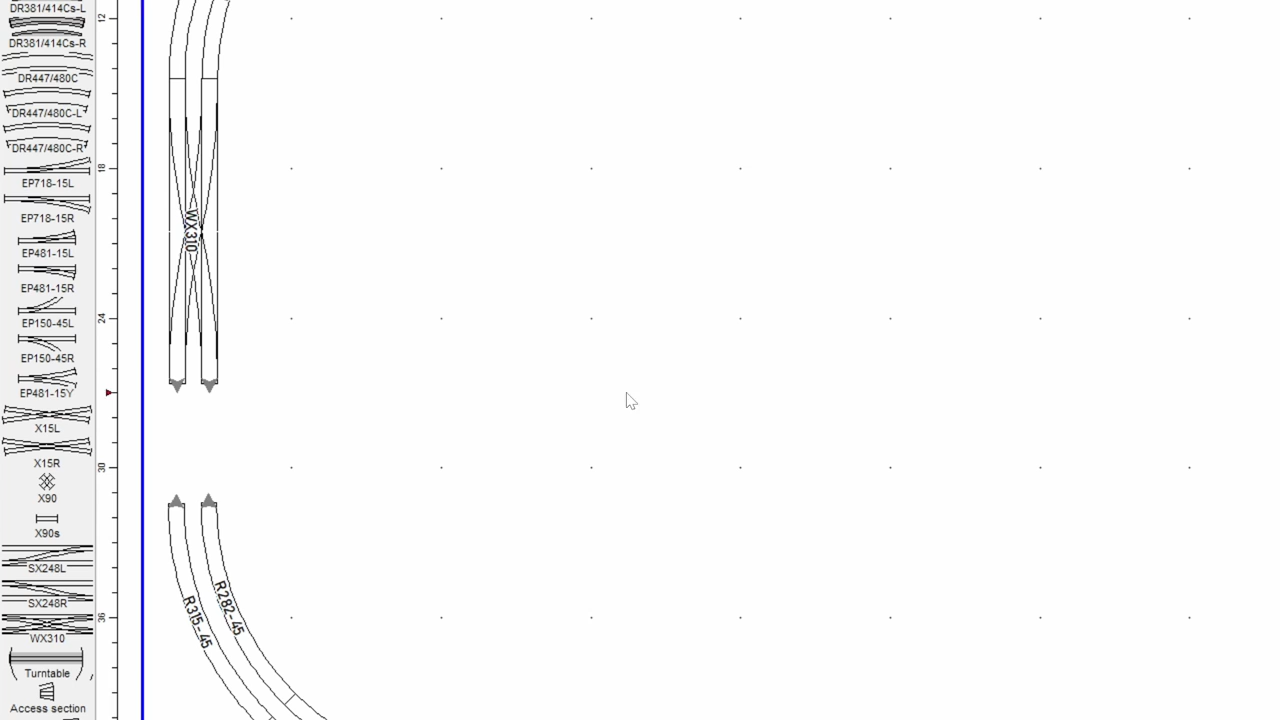 DR381/414Cs-L
DR381/414Cs-R
DR447/480C
DR447/480C-L
DR447/480C-R
EP718-15L
EP718-15R
EP481-15L
EP481-15R
EP150-45L
EP150-45R
EP481-15Y
X15L
X15R
X90
X90s
SX248L
SX248R
WX310
Turntable
Access section
12
18
24
30
36
WX310
R315-45
R282-45